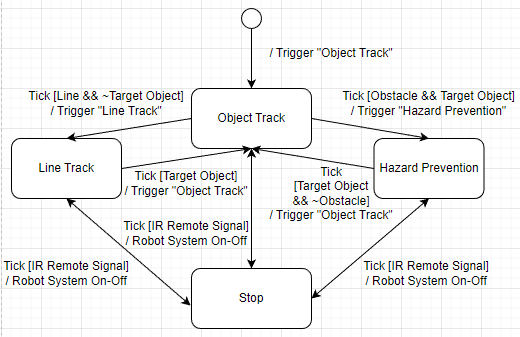 / Trigger "Object Track"
Tick [Line && ~Target Object]
/ Trigger "Line Track"
Tick [Obstacle && Target Object]
/ Trigger "Hazard Prevention"
Object Track
Line Track
Hazard Prevention
Tick [Target Object]
/ Trigger "Object Track"
Tick
[Target Object
&& ~Obstacle]
/ Trigger "Object Track"
Tick [IR Remote Signal]
/ Robot System On-Off
Tick [IR Remote Signal]
/ Robot System On-Off
Tick [IR Remote Signal]
/ Robot System On-Off
Stop